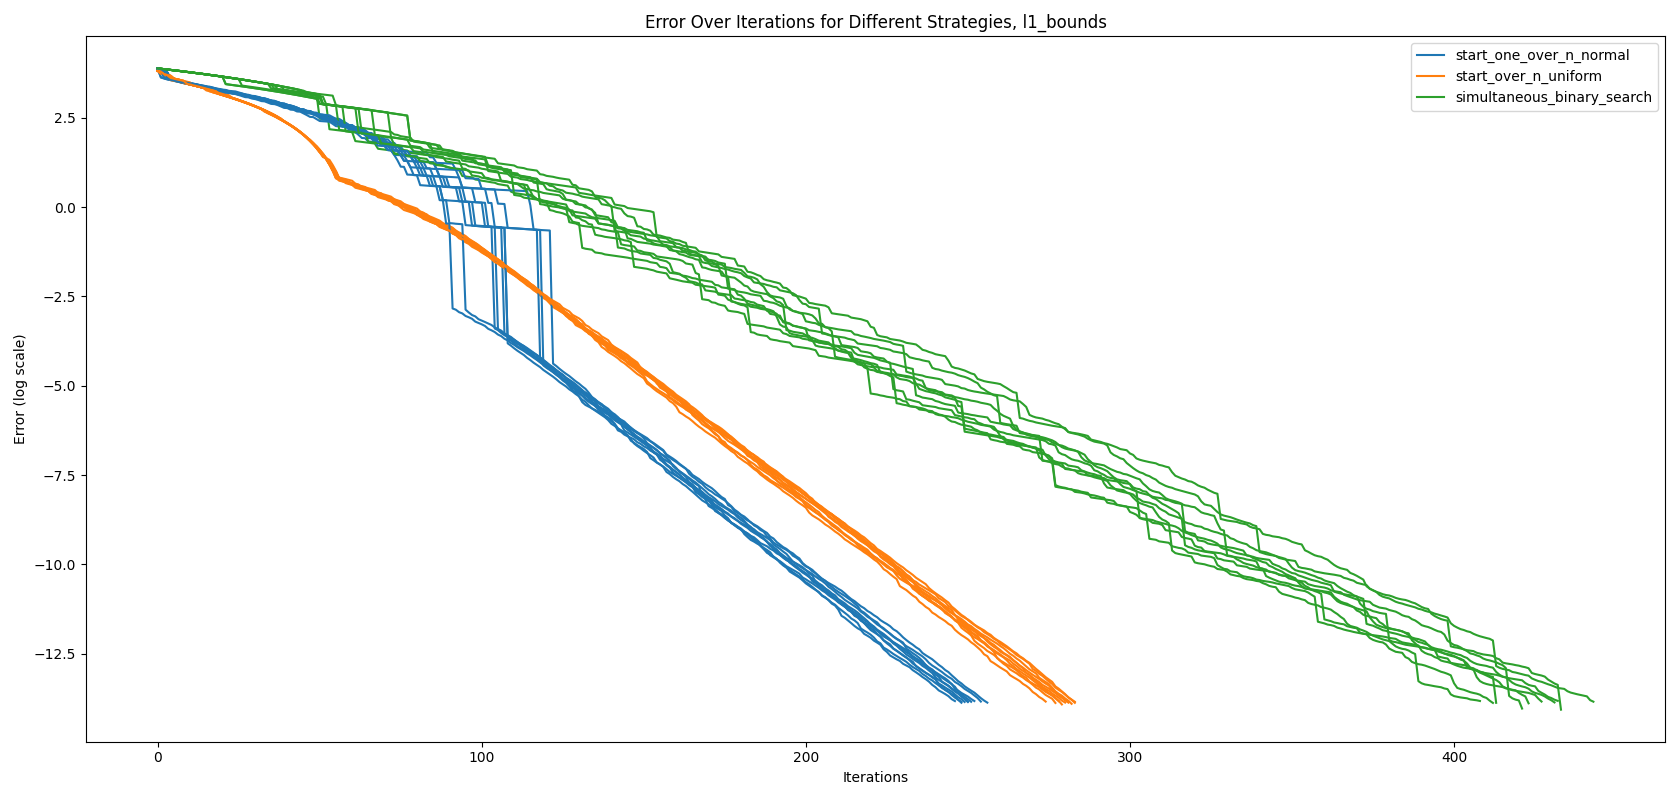 Error Over Iterations for Different Strategies, l1_bounds
start_one_over_n_normal
start_over_n_uniform
simultaneous_binary_search
Error (log scale)
2.5
0.0
−2.5
−5.0
−7.5
−10.0
−12.5
0
100
200
300
400
Iterations